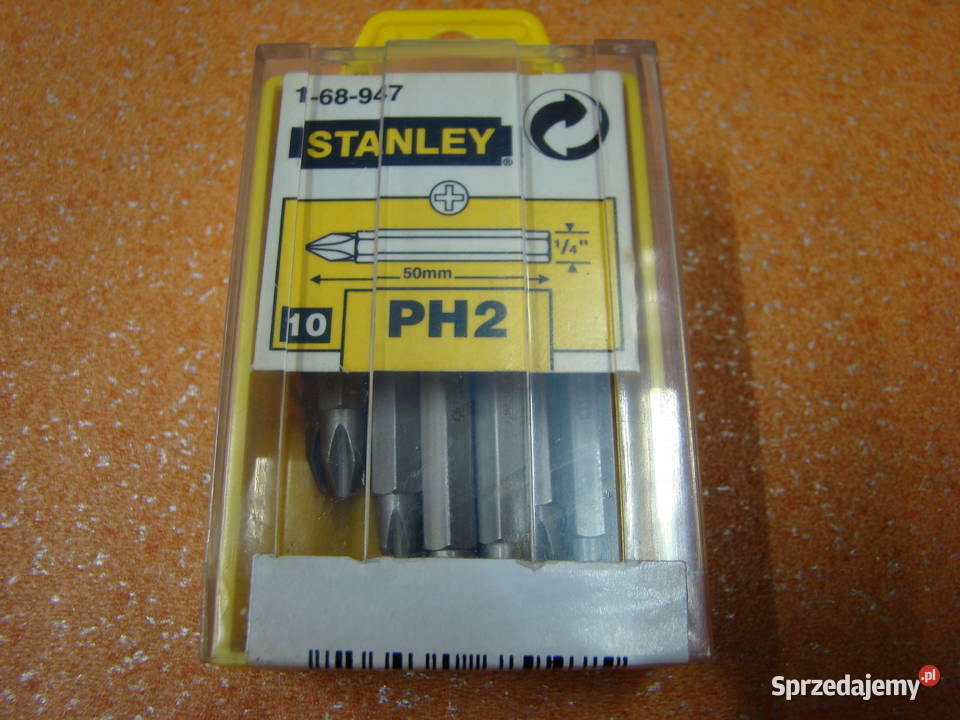 1-68-947
STANLEY®
1/4"
50mm
10
PH2
Sprzedajemy.pl